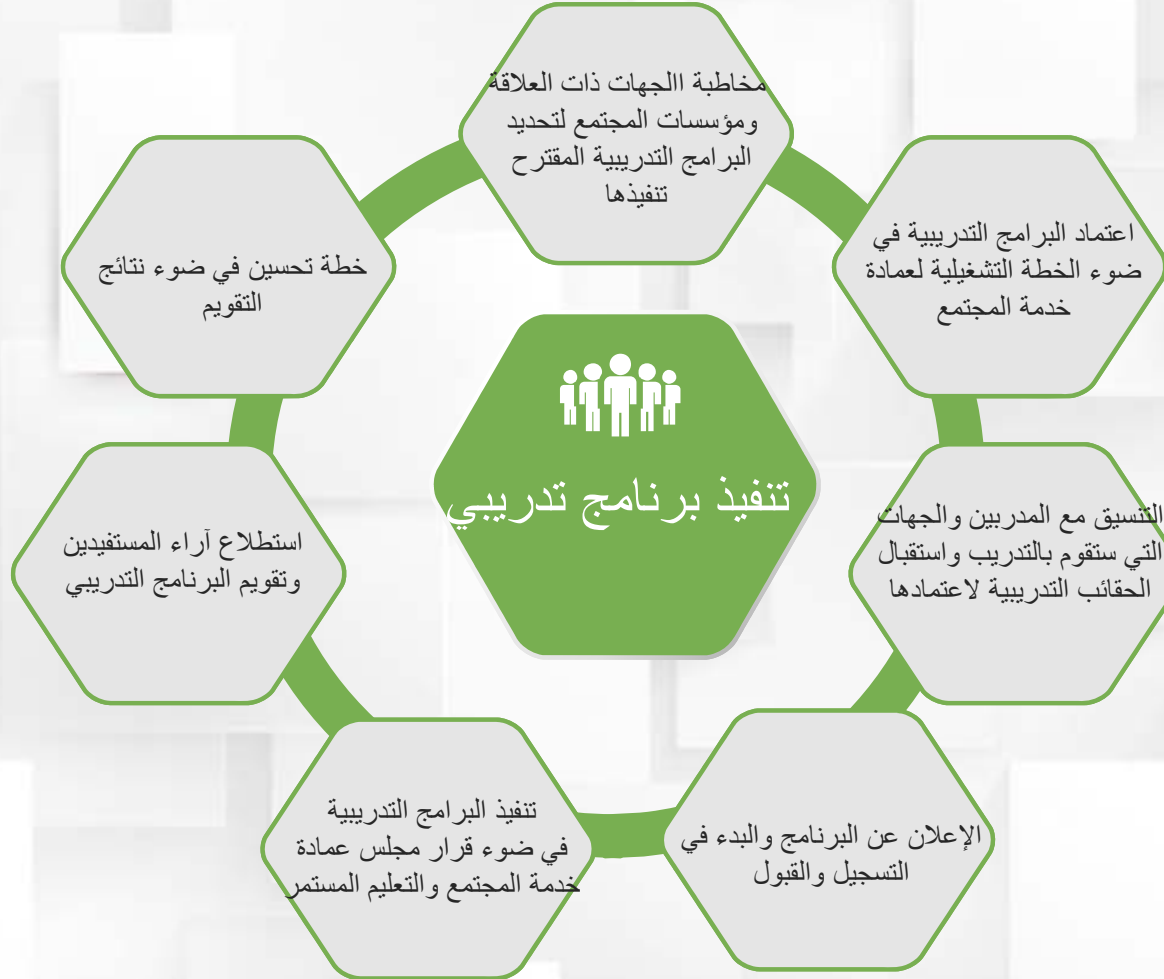 مخاطبة االجهات ذات العلاقة
ومؤسسات المجتمع لتحديد
البرامج التدريبية المقترح
تنفيذها
اعتماد البرامج التدريبية في
ضوء الخطة التشغيلية لعمادة
خدمة المجتمع
التنسيق مع المدربين والجهات
التي ستقوم بالتدريب واستقبال
الحقائب التدريبية لاعتمادها
الإعلان عن البرنامج والبدء في
التسجيل والقبول
تنفيذ البرامج التدريبية
في ضوء قرار مجلس عمادة
خدمة المجتمع والتعليم المستمر
استطلاع آراء المستفيدين
وتقويم البرنامج التدريبي
خطة تحسين في ضوء نتائج
التقويم
تنفيذ برنامج تدريبي